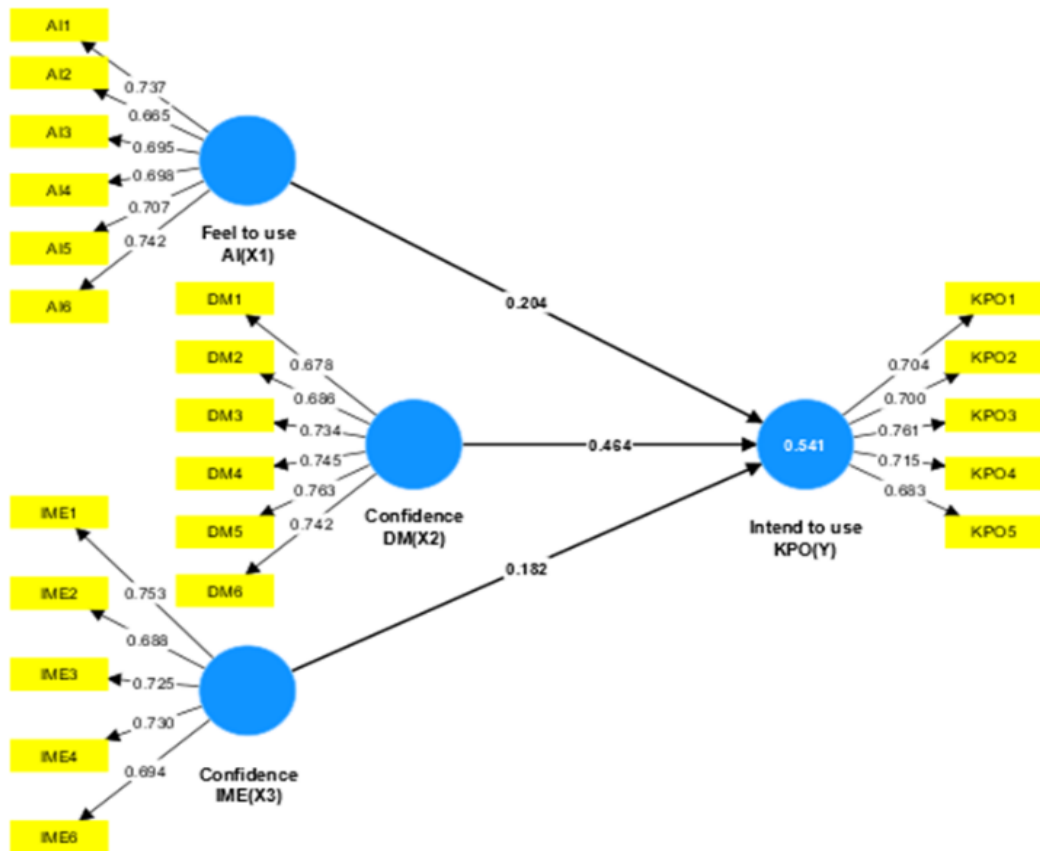 AI1
AI2
AI3
AI4
AI5
AI6
0.737
0.665
0.695
0.698
0.707
0.742
Feel to use
AI(X1)
0.204
DM1
DM2
DM3
DM4
DM5
DM6
0.678
0.686
0.734
0.745
0.763
0.742
Confidence
DM(X2)
0.464
IME1
IME2
IME3
IME4
IME6
0.753
0.688
0.725
0.730
0.694
Confidence
IME(X3)
0.182
0.541
Intend to use
KPO(Y)
0.704
0.700
0.761
0.715
0.683
KPO1
KPO2
KPO3
KPO4
KPO5